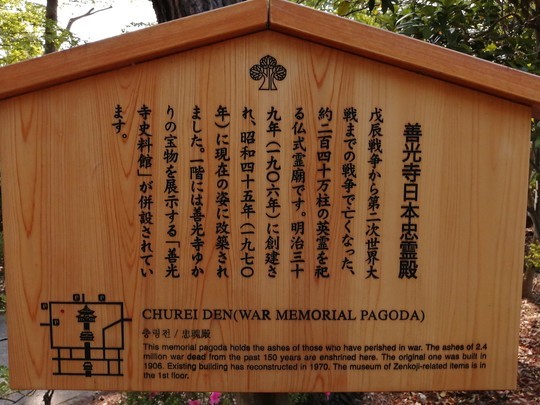 善光寺日本忠霊殿
戊辰戦争から第二次世界大
戦までの戦争で亡くなった、
約二百四十万柱の英霊を祀
る仏式霊廟です。明治三十
九年（一九〇六年）に創建さ
れ、昭和四十五年（一九七〇
年）に現在の姿に改築され
ました。一階には善光寺ゆか
りの宝物を展示する「善光
寺史料館」が併設されてい
ます。
CHUREI DEN(WAR MEMORIAL PAGODA)
충령전 / 忠魂殿
This memorial pagoda holds the ashes of those who have perished in war. The ashes of 2.4
million war dead from the past 150 years are enshrined here. The original one was built in
1906. Existing building has reconstructed in 1970. The museum of Zenkoji-related items is in
the 1st floor.
P
P
P
P